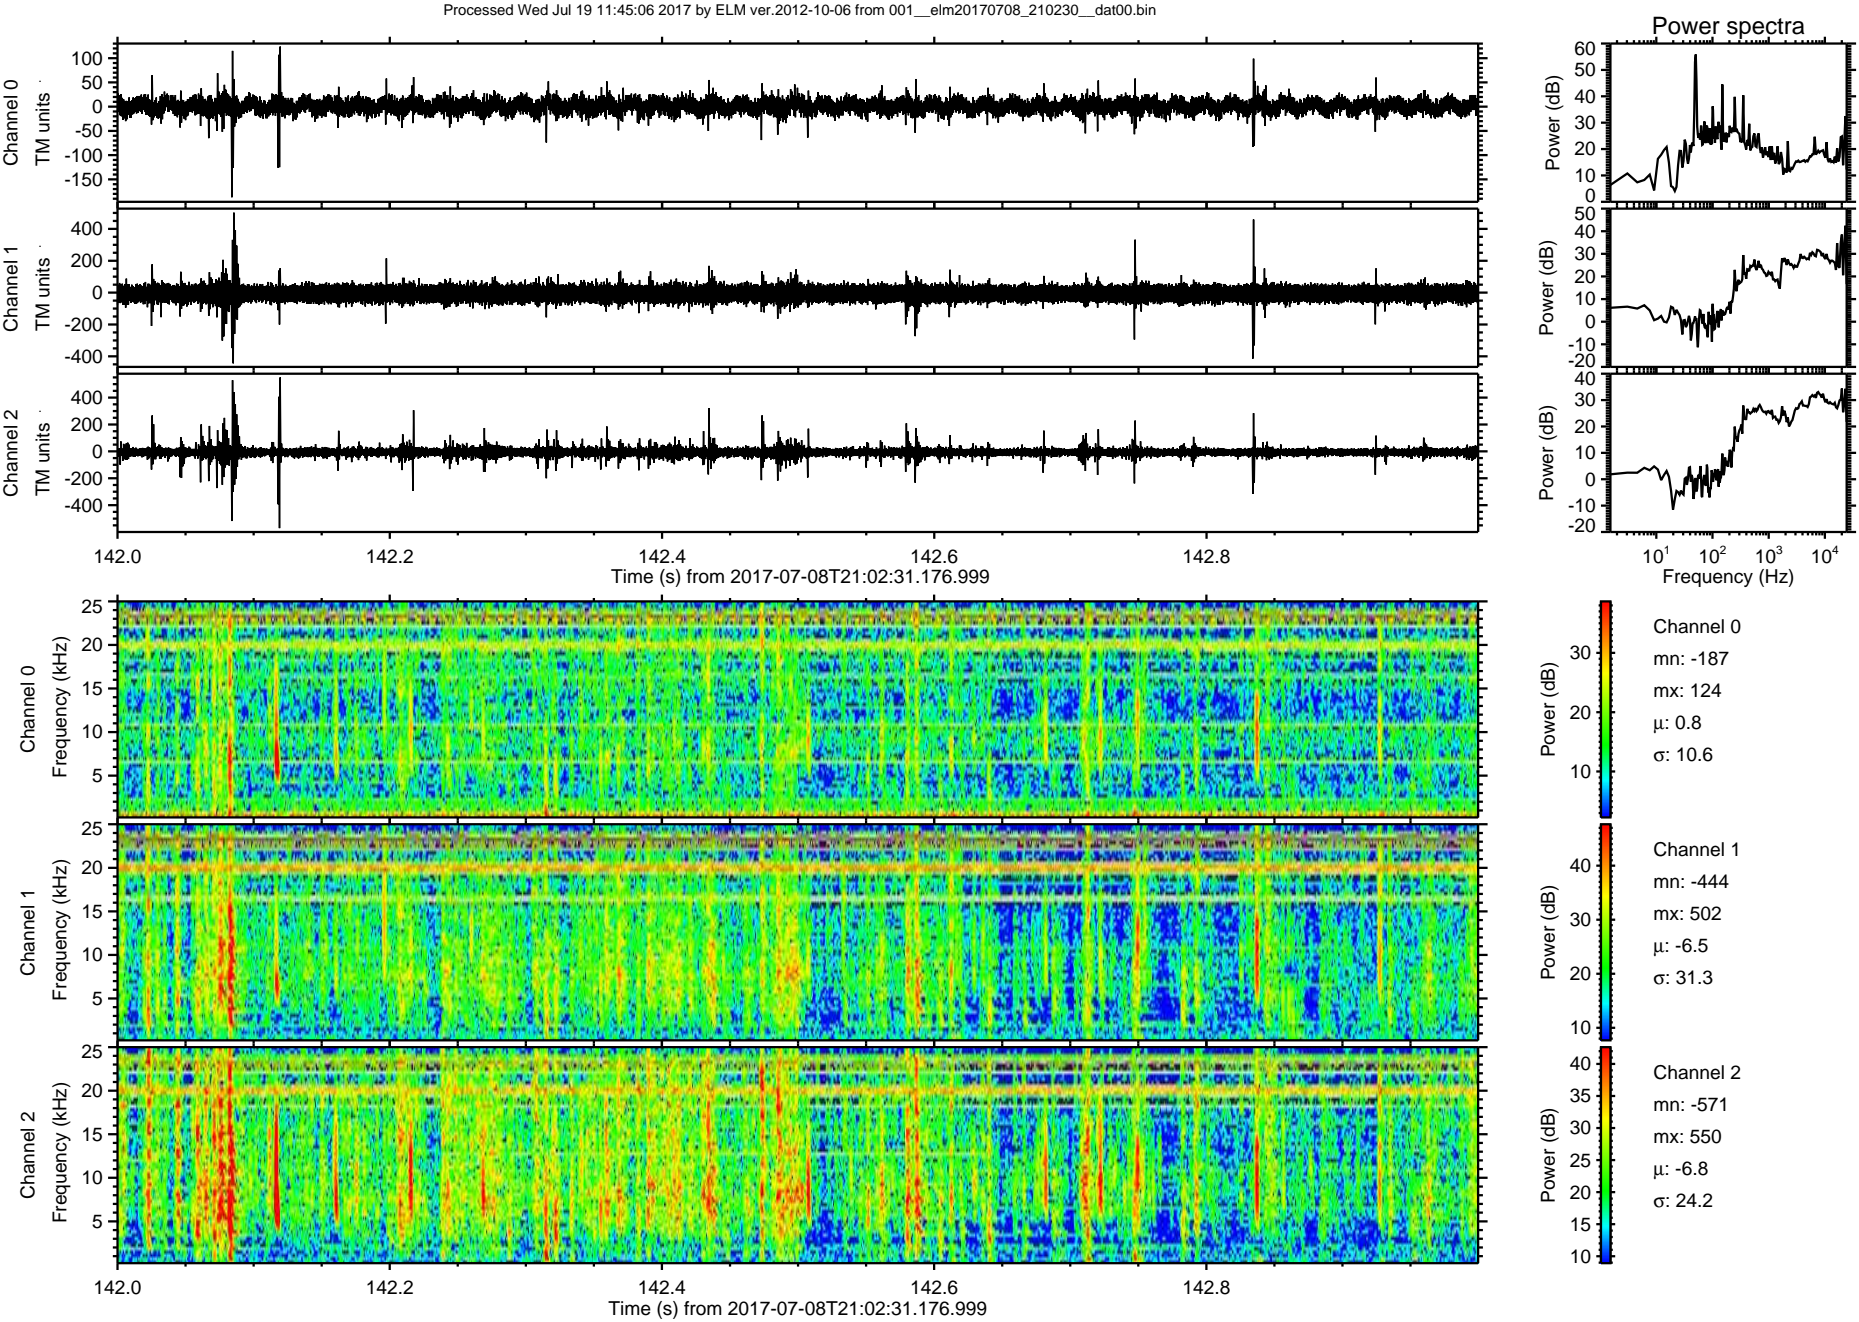 Processed Wed Jul 19 11:45:06 2017 by ELM ver.2012-10-06 from 001__elm20170708_210230__dat00.bin
Power spectra
Channel 0
TM units
100
50
0
-50
-100
-150
Power (dB)
60
50
40
30
20
10
0
Channel 1
TM units
400
200
0
-200
-400
Power (dB)
50
40
30
20
10
0
-10
-20
Channel 2
TM units
400
200
0
-200
-400
Power (dB)
40
30
20
10
0
-10
-20
142.0 142.2 142.4 142.6 142.8
Time (s) from 2017-07-08T21:02:31.176.999
10¹ 10² 10³ 10⁴
Frequency (Hz)
Channel 0
Frequency (kHz)
25
20
15
10
5
Power (dB)
30
20
10
Channel 0
mn: -187
mx: 124
μ: 0.8
σ: 10.6
Channel 1
Frequency (kHz)
25
20
15
10
5
Power (dB)
40
30
20
10
Channel 1
mn: -444
mx: 502
μ: -6.5
σ: 31.3
Channel 2
Frequency (kHz)
25
20
15
10
5
Power (dB)
40
35
30
25
20
15
10
Channel 2
mn: -571
mx: 550
μ: -6.8
σ: 24.2
142.0 142.2 142.4 142.6 142.8
Time (s) from 2017-07-08T21:02:31.176.999